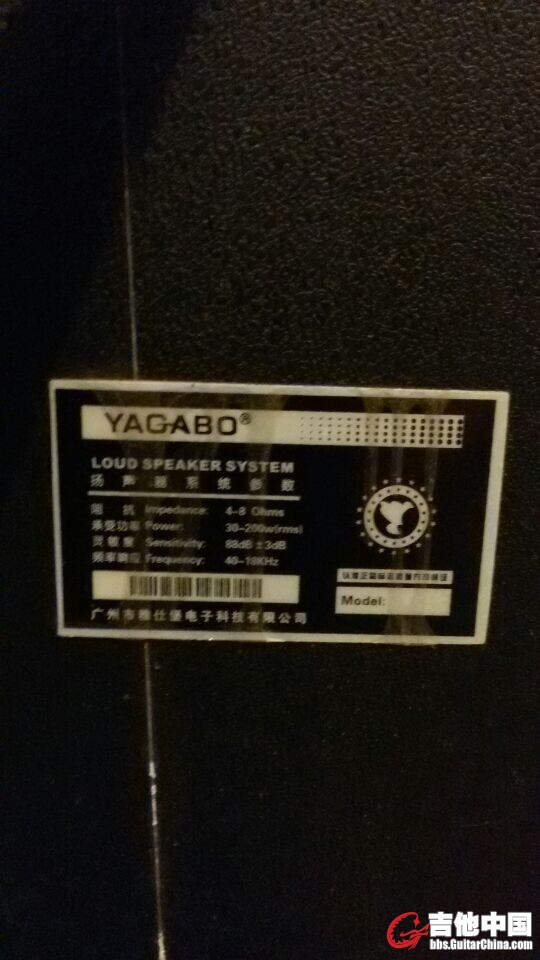 YAGABO®
LOUD SPEAKER SYSTEM
扬声器系统参数
阻抗 Impedance: 4-8 Ohms
承受功率 Power: 30-200w(rms)
灵敏度 Sensitivity: 88dB±3dB
频率响应 Frequency: 40-18KHz
广州市雅仕堡电子科技有限公司
Model:
吉他中国
bbs.GuitarChina.com